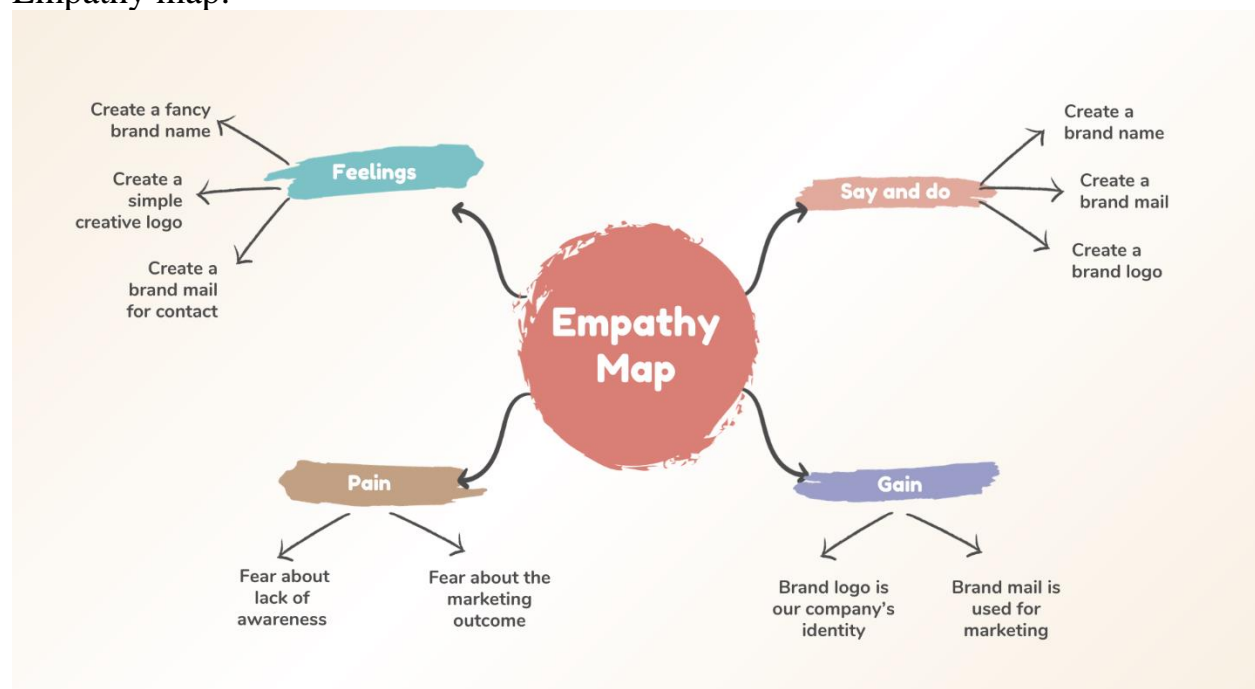 Empathy map:
Create a fancy
brand name
Feelings
Create a
simple
creative logo
Create a
brand mail
for contact
Say and do
Create a
brand name
Create a
brand mail
Create a
brand logo
Empathy
Map
Pain
Fear about
lack of
awareness
Fear about the
marketing
outcome
Gain
Brand logo is
our company's
identity
Brand mail is
used for
marketing